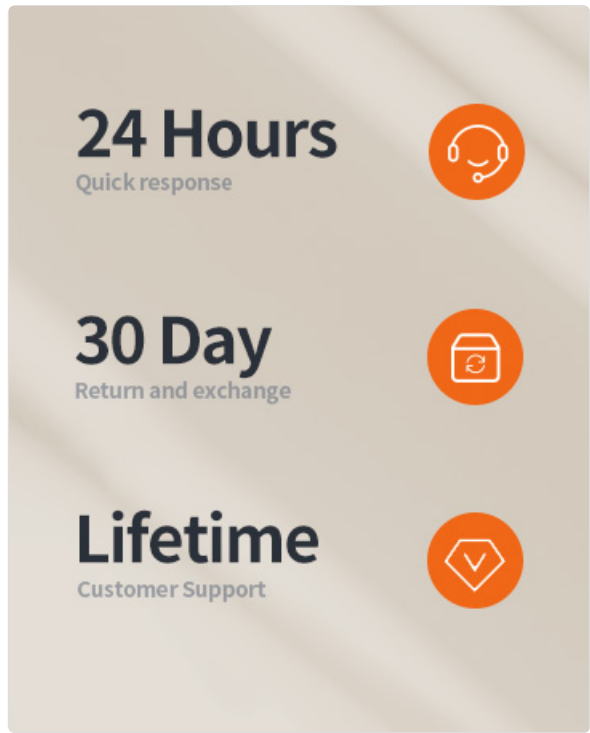 24 Hours
Quick response
30 Day
Return and exchange
Lifetime
Customer Support